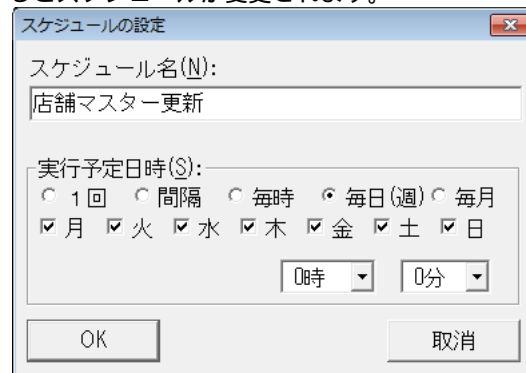 スケジュールの設定
スケジュール名(N):
店舗マスター更新
実行予定日時(S):
1回 間隔 毎時 毎日(週) 毎月
月 火 水 木 金 土 日
0時 0分
OK 取消